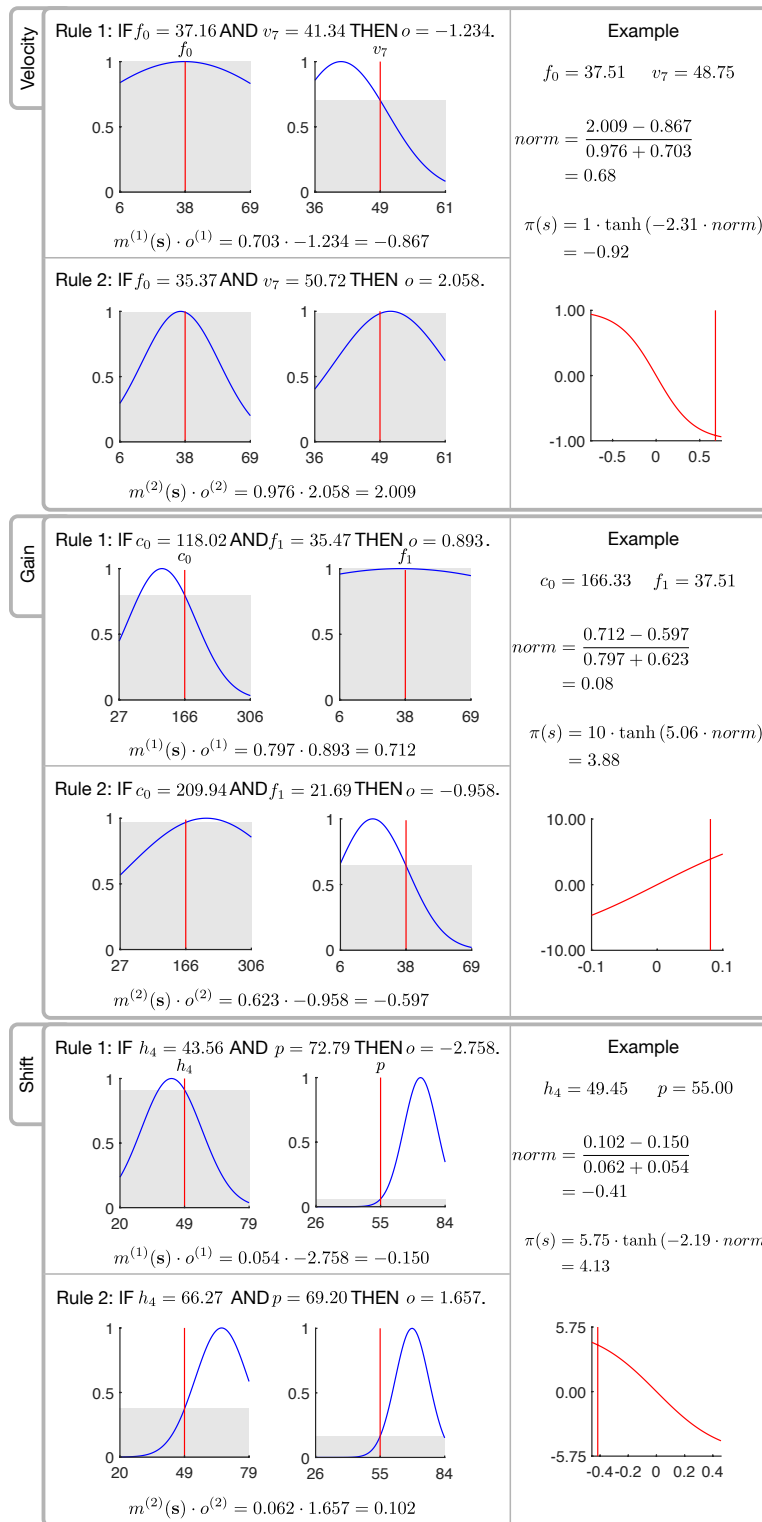 Velocity
Rule 1: IF f_0 = 37.16 AND v_7 = 41.34 THEN o = −1.234.
f_0 v_7
1 1
0.5 0.5
0 0
6 38 69 36 49 61
m^{(1)}(s) · o^{(1)} = 0.703 · −1.234 = −0.867
Rule 2: IF f_0 = 35.37 AND v_7 = 50.72 THEN o = 2.058.
1 1
0.5 0.5
0 0
6 38 69 36 49 61
m^{(2)}(s) · o^{(2)} = 0.976 · 2.058 = 2.009
Example
f_0 = 37.51 v_7 = 48.75
norm = \frac{2.009 − 0.867}{0.976 + 0.703}
= 0.68
π(s) = 1 · tanh (−2.31 · norm)
= −0.92
1.00
0.00
-1.00
-0.5 0 0.5
Gain
Rule 1: IF c_0 = 118.02 AND f_1 = 35.47 THEN o = 0.893.
c_0 f_1
1 1
0.5 0.5
0 0
27 166 306 6 38 69
m^{(1)}(s) · o^{(1)} = 0.797 · 0.893 = 0.712
Rule 2: IF c_0 = 209.94 AND f_1 = 21.69 THEN o = −0.958.
1 1
0.5 0.5
0 0
27 166 306 6 38 69
m^{(2)}(s) · o^{(2)} = 0.623 · −0.958 = −0.597
Example
c_0 = 166.33 f_1 = 37.51
norm = \frac{0.712 − 0.597}{0.797 + 0.623}
= 0.08
π(s) = 10 · tanh (5.06 · norm)
= 3.88
10.00
0.00
-10.00
-0.1 0 0.1
Shift
Rule 1: IF h_4 = 43.56 AND p = 72.79 THEN o = −2.758.
h_4 p
1 1
0.5 0.5
0 0
20 49 79 26 55 84
m^{(1)}(s) · o^{(1)} = 0.054 · −2.758 = −0.150
Rule 2: IF h_4 = 66.27 AND p = 69.20 THEN o = 1.657.
1 1
0.5 0.5
0 0
20 49 79 26 55 84
m^{(2)}(s) · o^{(2)} = 0.062 · 1.657 = 0.102
Example
h_4 = 49.45 p = 55.00
norm = \frac{0.102 − 0.150}{0.062 + 0.054}
= −0.41
π(s) = 5.75 · tanh (−2.19 · norm
= 4.13
5.75
0.00
-5.75
-0.4 -0.2 0 0.2 0.4